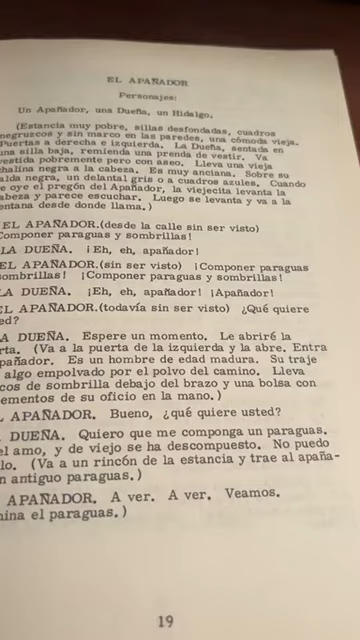 EL APAÑADOR
Personajes:
Un Apañador, una Dueña, un Hidalgo.
(Estancia muy pobre, sillas desfondadas, cuadros
negruzcos y sin marco en las paredes, una cómoda vieja.
Puertas a derecha e izquierda. La Dueña, sentada en
una silla baja, remienda una prenda de vestir. Va
vestida pobremente pero con aseo. Lleva una vieja
chalina negra a la cabeza. Es muy anciana. Sobre su
alda negra, un delantal gris o a cuadros azules. Cuando
e oye el pregón del Apañador, la viejecita levanta la
abeza y parece escuchar. Luego se levanta y va a la
entana desde donde llama.)
EL APAÑADOR.(desde la calle sin ser visto)
Componer paraguas y sombrillas!
LA DUEÑA. ¡Eh, eh, apañador!
EL APAÑADOR.(sin ser visto) ¡Componer paraguas
sombrillas! ¡Componer paraguas y sombrillas!
LA DUEÑA. ¡Eh, eh, apañador! ¡Apañador!
EL APAÑADOR.(todavía sin ser visto) ¿Qué quiere
ed?
A DUEÑA. Espere un momento. Le abriré la
rta. (Va a la puerta de la izquierda y la abre. Entra
pañador. Es un hombre de edad madura. Su traje
algo empolvado por el polvo del camino. Lleva
cos de sombrilla debajo del brazo y una bolsa con
ementos de su oficio en la mano.)
L APAÑADOR. Bueno, ¿qué quiere usted?
DUEÑA. Quiero que me componga un paraguas.
el amo, y de viejo se ha descompuesto. No puedo
lo. (Va a un rincón de la estancia y trae al apaña-
n antiguo paraguas.)
APAÑADOR. A ver. A ver. Veamos.
mina el paraguas.)
19